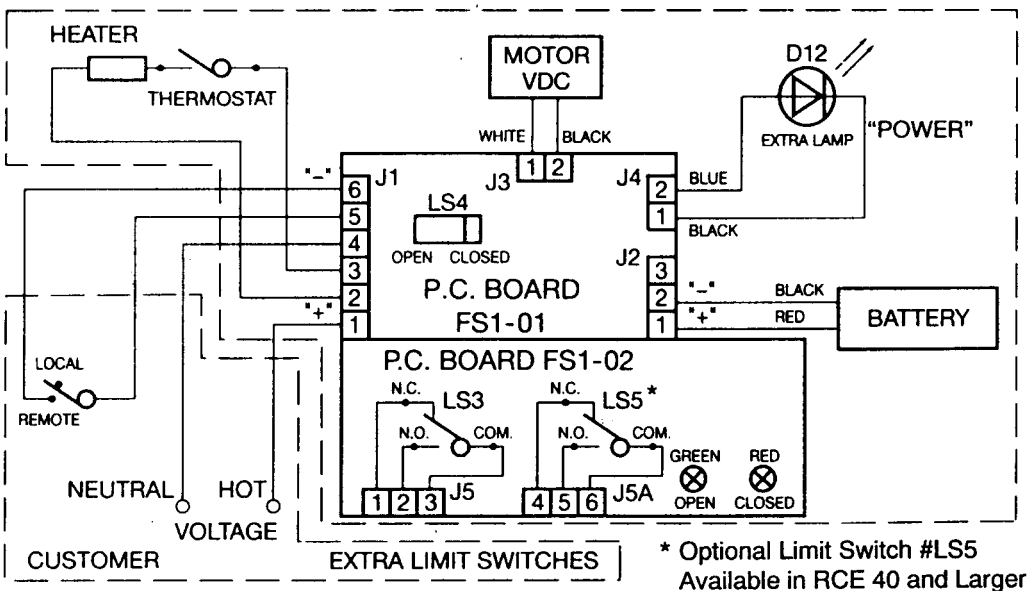 HEATER
THERMOSTAT
MOTOR
VDC
WHITE BLACK
D12
EXTRA LAMP
"POWER"
"-" J1
6
5
4
3
2
"+" 1
J3 1 2
LS4
OPEN CLOSED
J4
2 BLUE
1
BLACK
J2
3
2 "-" BLACK
1 "+" RED
BATTERY
P.C. BOARD
FS1-01
P.C. BOARD FS1-02
N.C.
LS3
N.O. COM.
1 2 3 J5
N.C.
LS5*
N.O. COM.
4 5 6 J5A
GREEN
OPEN
RED
CLOSED
LOCAL
REMOTE
NEUTRAL HOT
VOLTAGE
CUSTOMER EXTRA LIMIT SWITCHES
* Optional Limit Switch #LS5
Available in RCE 40 and Larger